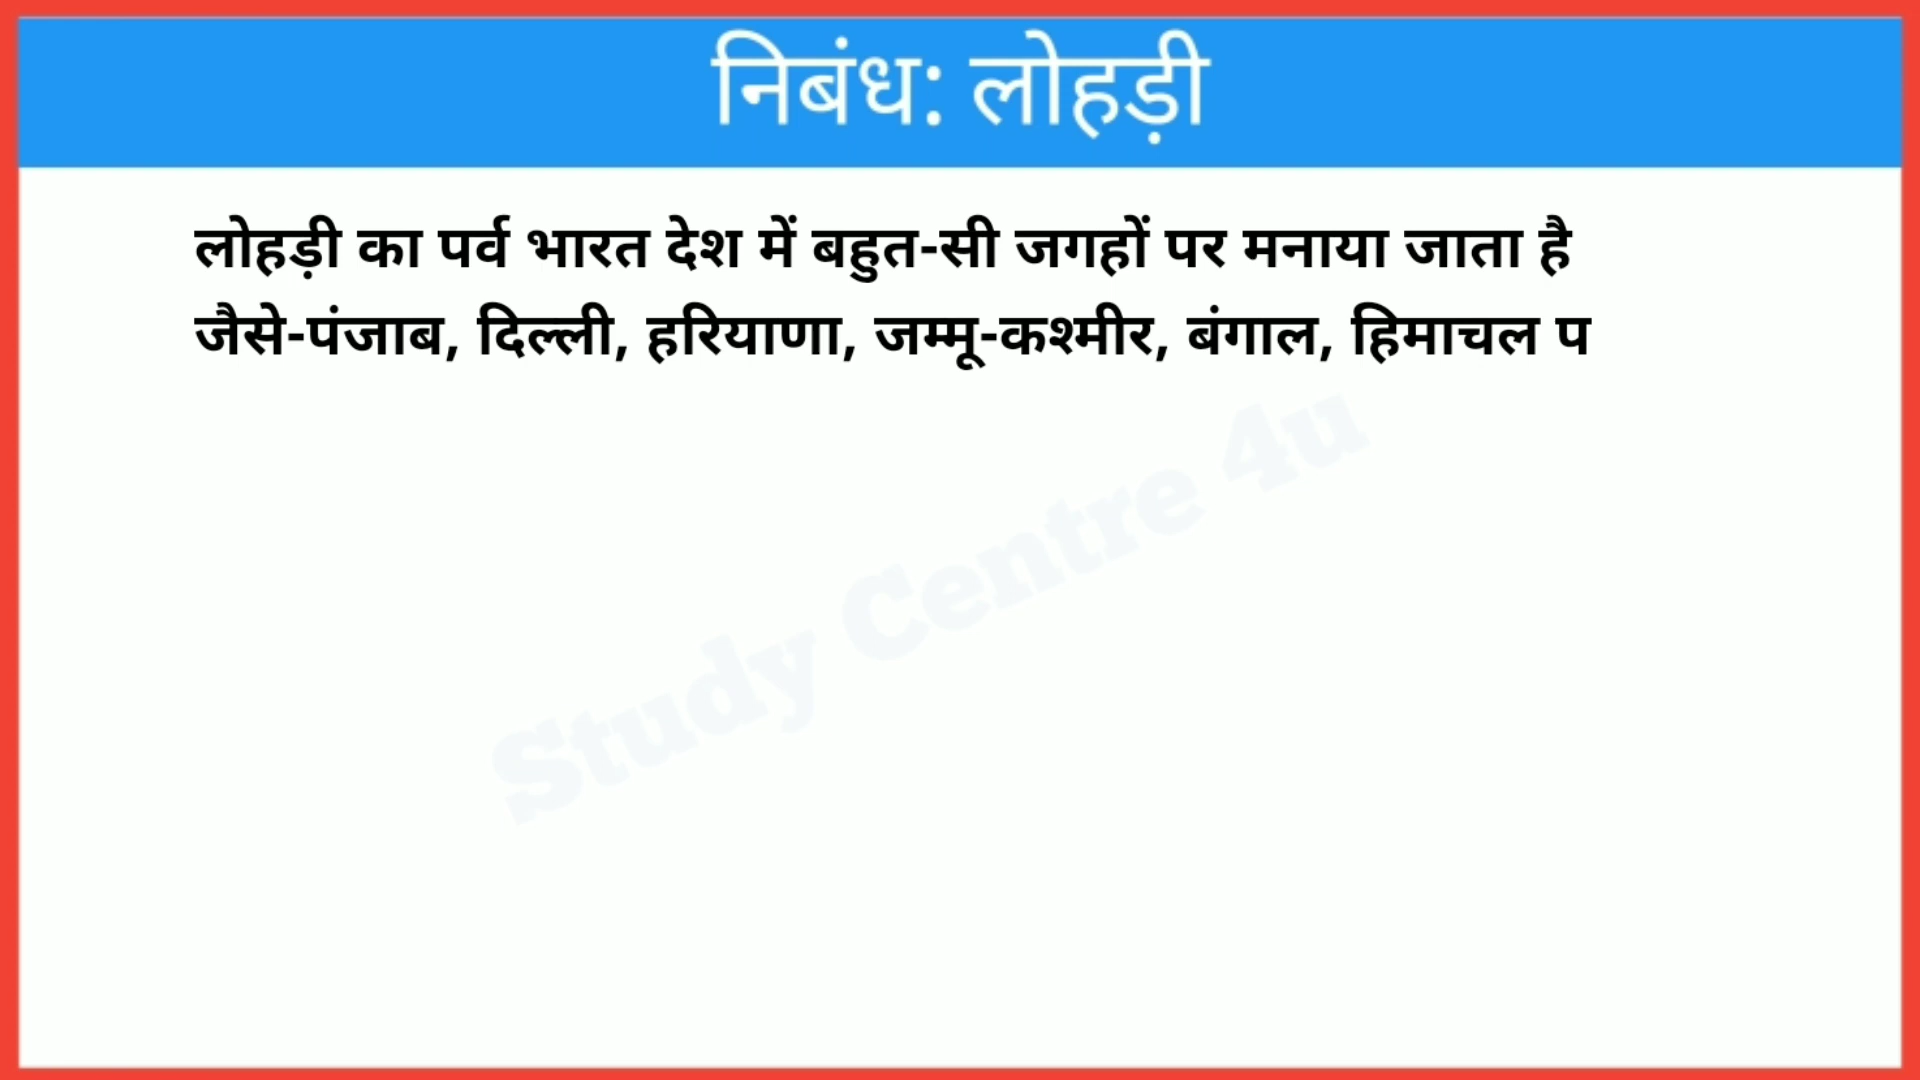 निबंध: लोहड़ी
लोहड़ी का पर्व भारत देश में बहुत-सी जगहों पर मनाया जाता है
जैसे-पंजाब, दिल्ली, हरियाणा, जम्मू-कश्मीर, बंगाल, हिमाचल प
Study Centre 4u